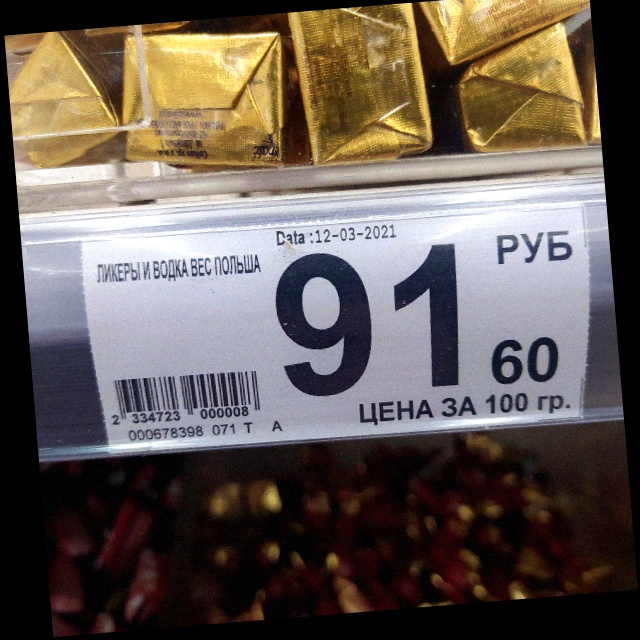 Data :12-03-2021
ЛИКЕРЫ И ВОДКА ВЕС ПОЛЬША
91
РУБ
60
ЦЕНА ЗА 100 гр.
2 334723 000008
000678398 071 T A